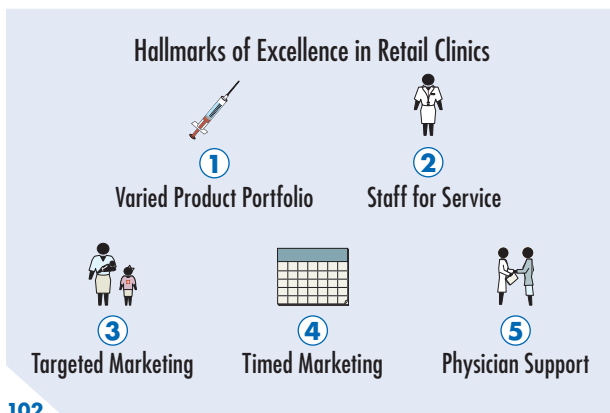 Hallmarks of Excellence in Retail Clinics
1
Varied Product Portfolio
2
Staff for Service
3
Targeted Marketing
4
Timed Marketing
5
Physician Support
102